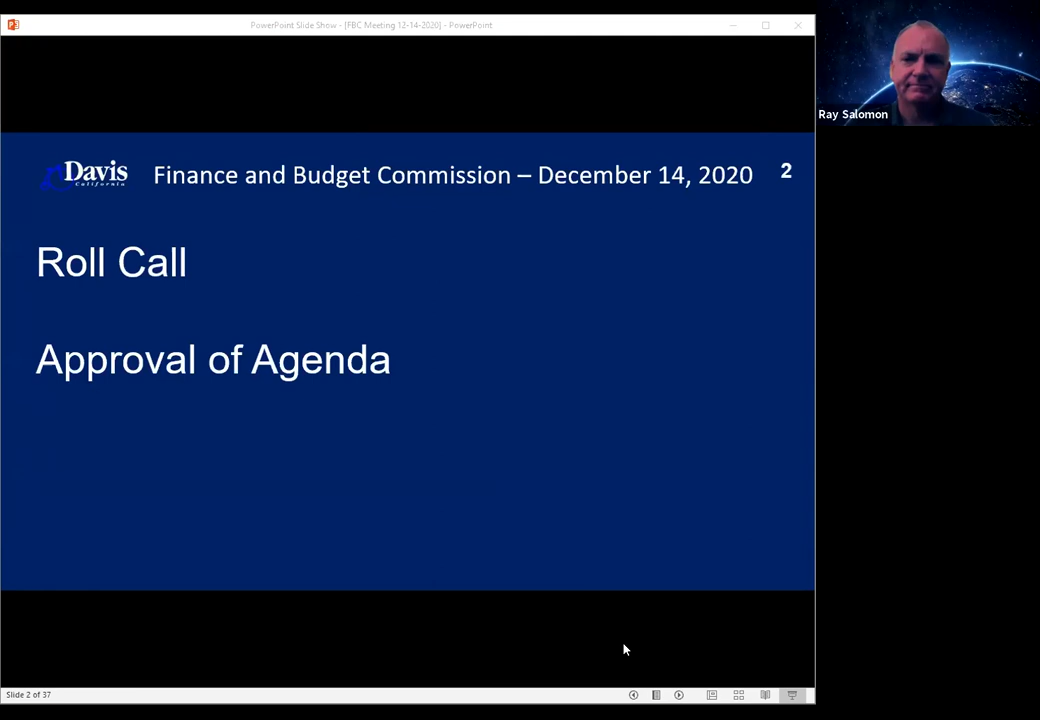 PowerPoint Slide Show - [FBC Meeting 12-14-2020] - PowerPoint
Ray Salomon
Davis
California
Finance and Budget Commission – December 14, 2020
2
Roll Call
Approval of Agenda
Slide 2 of 37